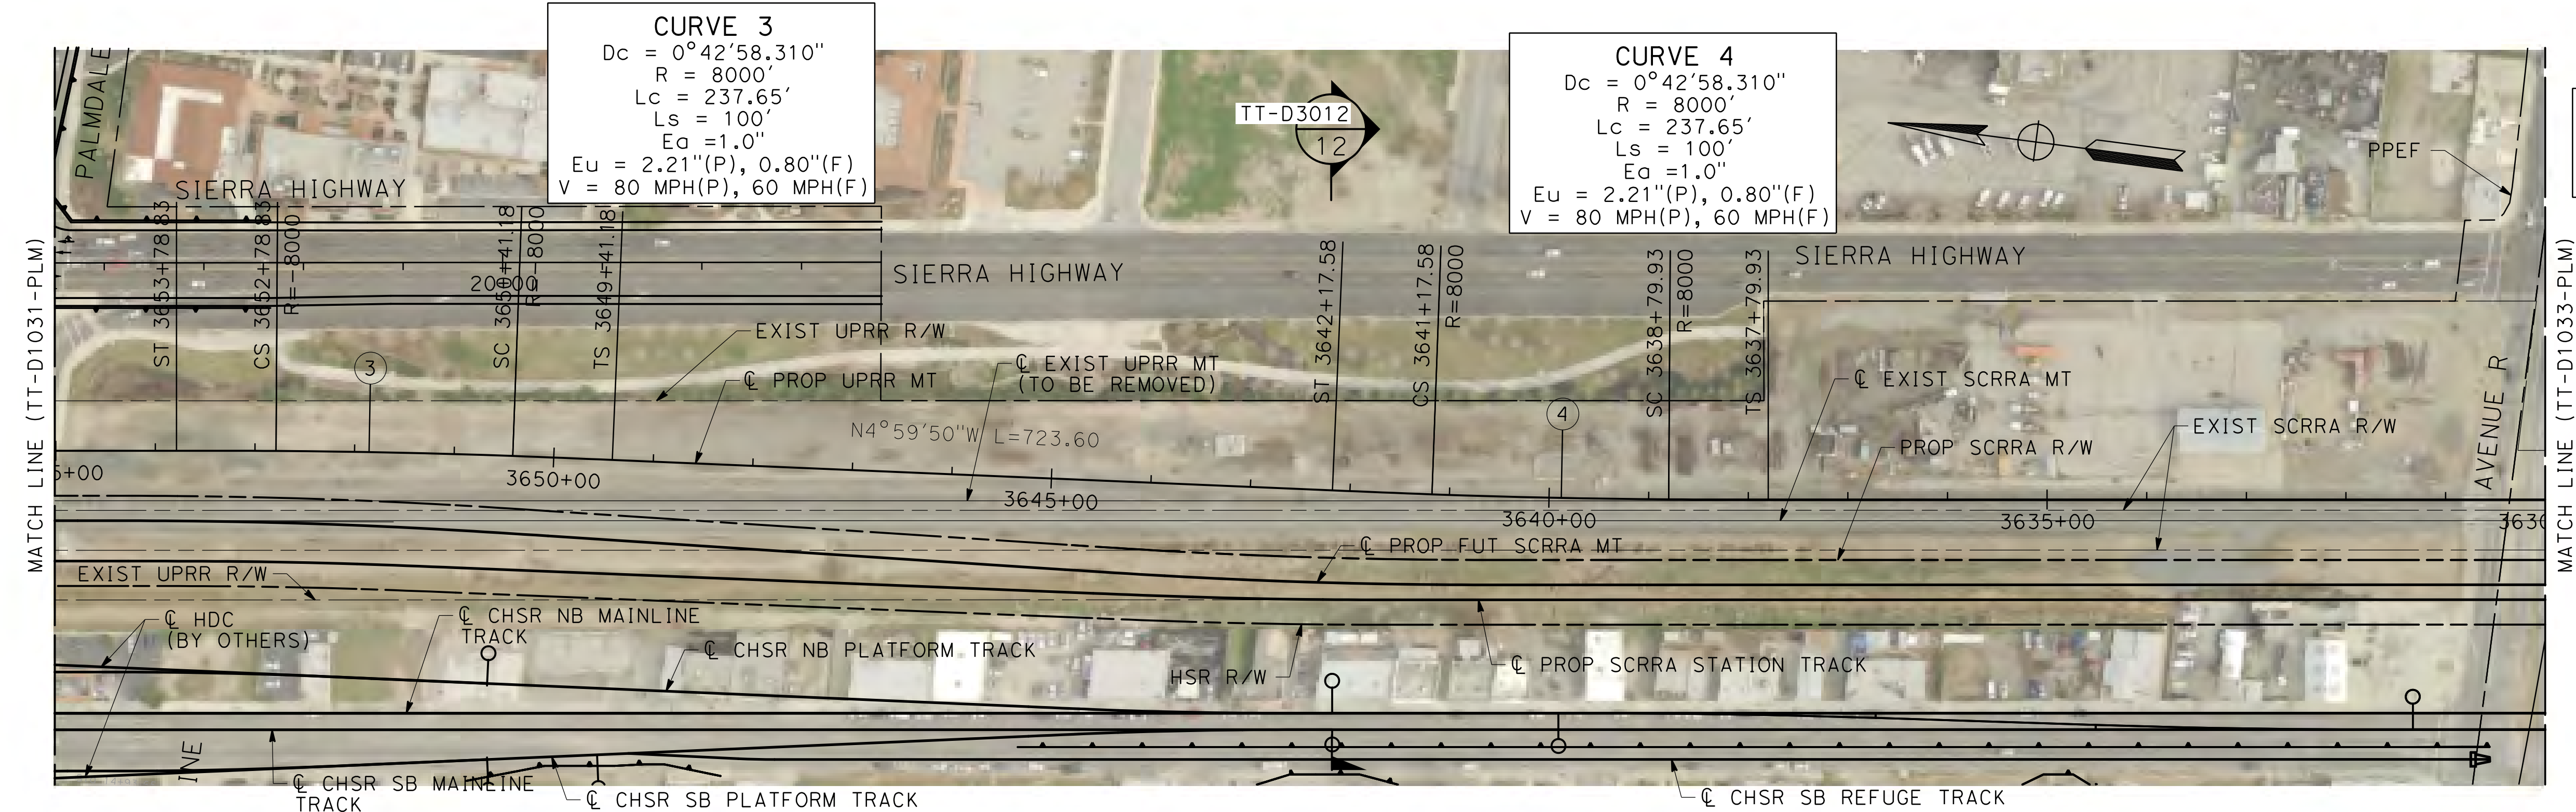 CURVE 3
Dc = 0°42'58.310"
R = 8000'
Lc = 237.65'
Ls = 100'
Ea =1.0"
Eu = 2.21"(P), 0.80"(F)
V = 80 MPH(P), 60 MPH(F)
CURVE 4
Dc = 0°42'58.310"
R = 8000'
Lc = 237.65'
Ls = 100'
Ea =1.0"
Eu = 2.21"(P), 0.80"(F)
V = 80 MPH(P), 60 MPH(F)
TT-D3012
12
PALMDALE
PPEF
SIERRA HIGHWAY
SIERRA HIGHWAY
SIERRA HIGHWAY
20+00
ST 3653+78.83
CS 3652+78.83
R=-8000
SC 3650+41.18
R=-8000
TS 3649+41.18
ST 3642+17.58
CS 3641+17.58
R=8000
SC 3638+79.93
R=8000
TS 3637+79.93
MATCH LINE (TT-D1031-PLM)
MATCH LINE (TT-D1033-PLM)
AVENUE R
3
4
EXIST UPRR R/W
℄ PROP UPRR MT
℄ EXIST UPRR MT
(TO BE REMOVED)
℄ EXIST SCRRA MT
EXIST SCRRA R/W
PROP SCRRA R/W
N4°59'50"W L=723.60
5+00
3650+00
3645+00
3640+00
3635+00
3630
℄ PROP FUT SCRRA MT
EXIST UPRR R/W
℄ HDC
(BY OTHERS)
℄ CHSR NB MAINLINE
TRACK
℄ CHSR NB PLATFORM TRACK
HSR R/W
℄ PROP SCRRA STATION TRACK
INE
℄ CHSR SB MAINLINE
TRACK
℄ CHSR SB PLATFORM TRACK
℄ CHSR SB REFUGE TRACK